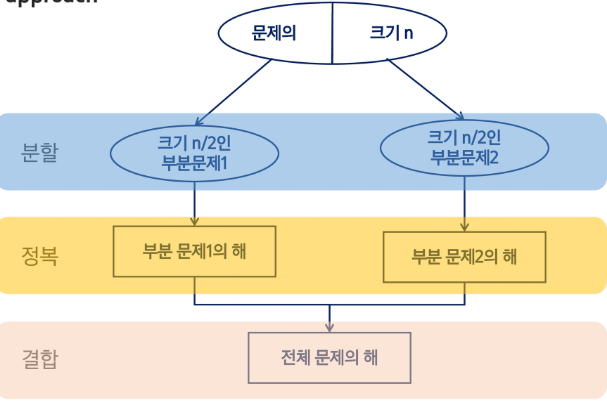 approach
문제의 크기 n
분할
크기 n/2인
부분문제1
크기 n/2인
부분문제2
정복
부분 문제1의 해
부분 문제2의 해
결합
전체 문제의 해